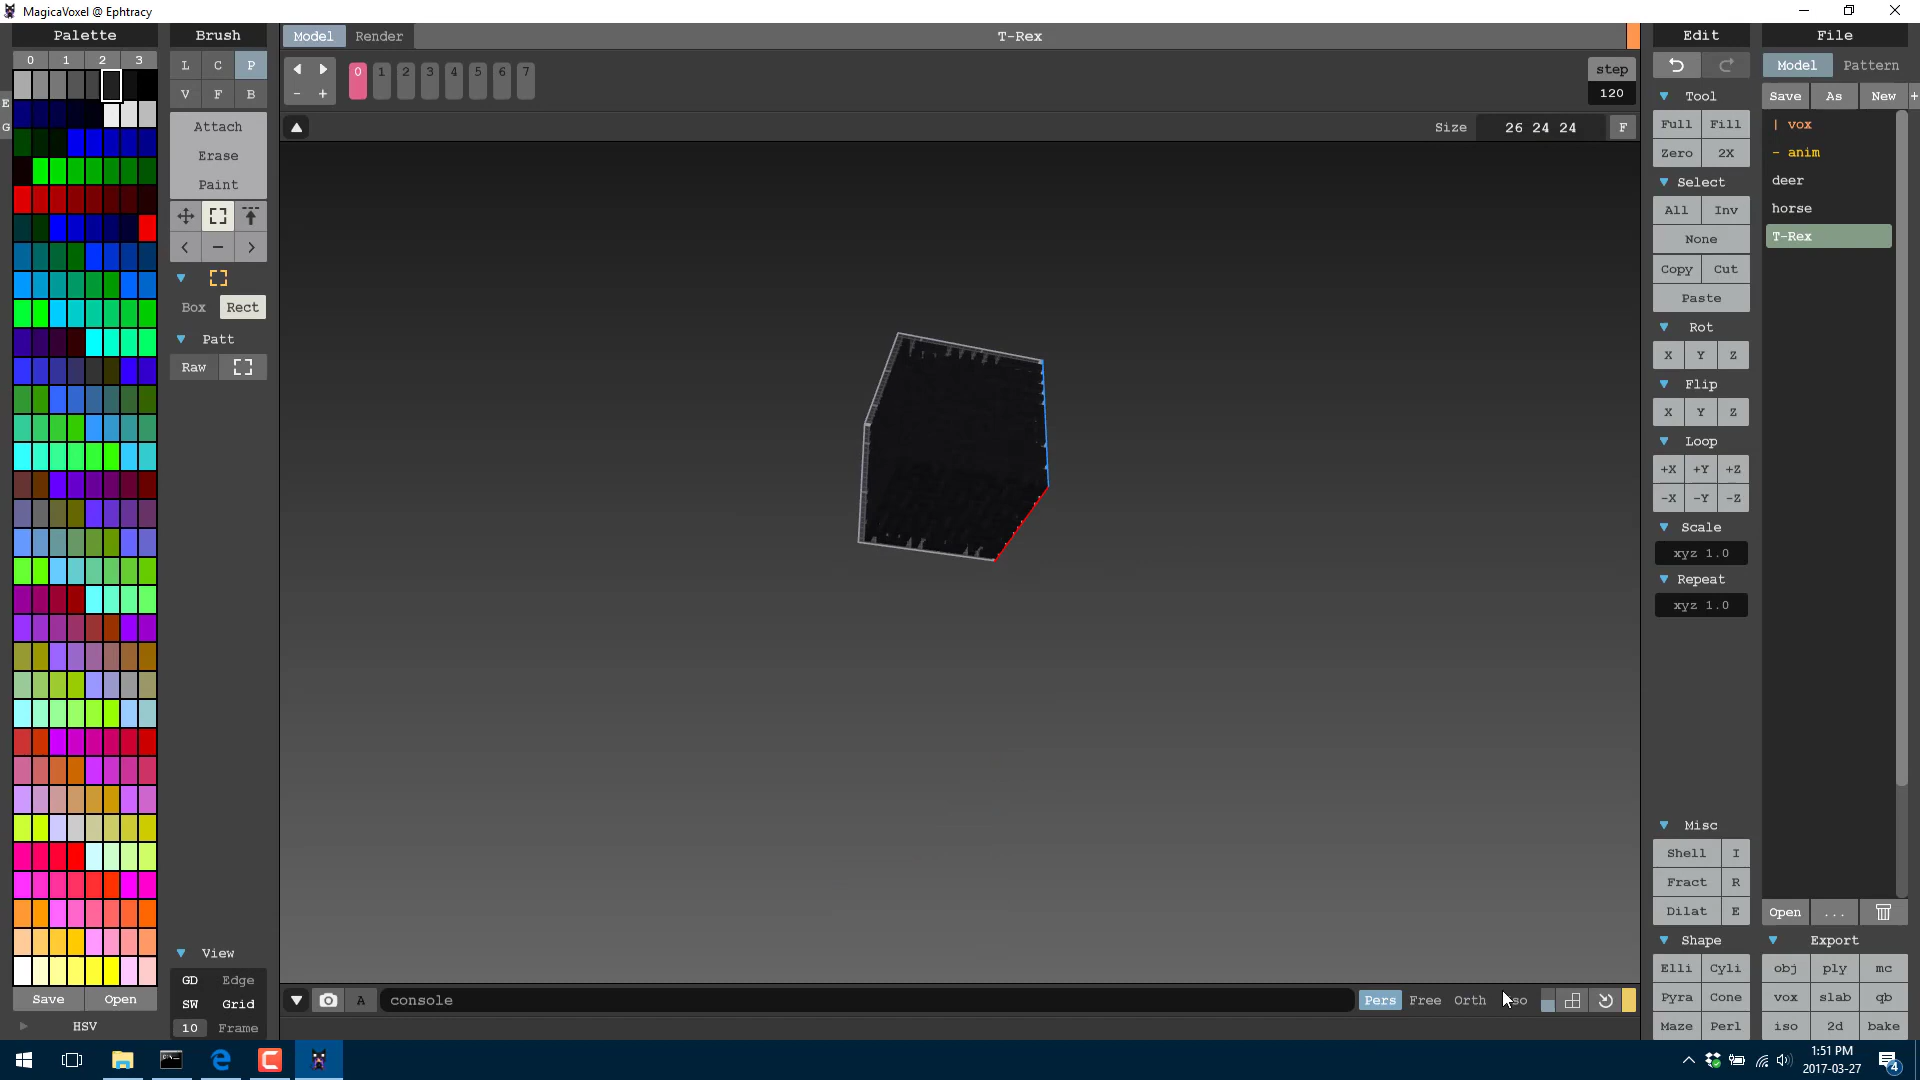 MagicaVoxel @ Ephtracy
Palette
0 1 2 3
E
G
Save Open
HSV
Brush
L C P
V F B
Attach
Erase
Paint
< - >
Box Rect
Patt
Raw
View
GD Edge
SW Grid
10 Frame
Model Render T-Rex
- +
0 1 2 3 4 5 6 7
step
120
Size 26 24 24 F
A console Pers Free Orth
Edit
Tool
Full Fill
Zero 2X
Select
All Inv
None
Copy Cut
Paste
Rot
X Y Z
Flip
X Y Z
Loop
+X +Y +Z
-X -Y -Z
Scale
xyz 1.0
Repeat
xyz 1.0
Misc
Shell I
Fract R
Dilat E
Shape
Elli Cyli
Pyra Cone
Maze Perl
File
Model Pattern
Save As New +
| vox
- anim
deer
horse
T-Rex
Open ...
Export
obj ply mc
vox slab qb
iso 2d bake
1:51 PM
2017-03-27
4